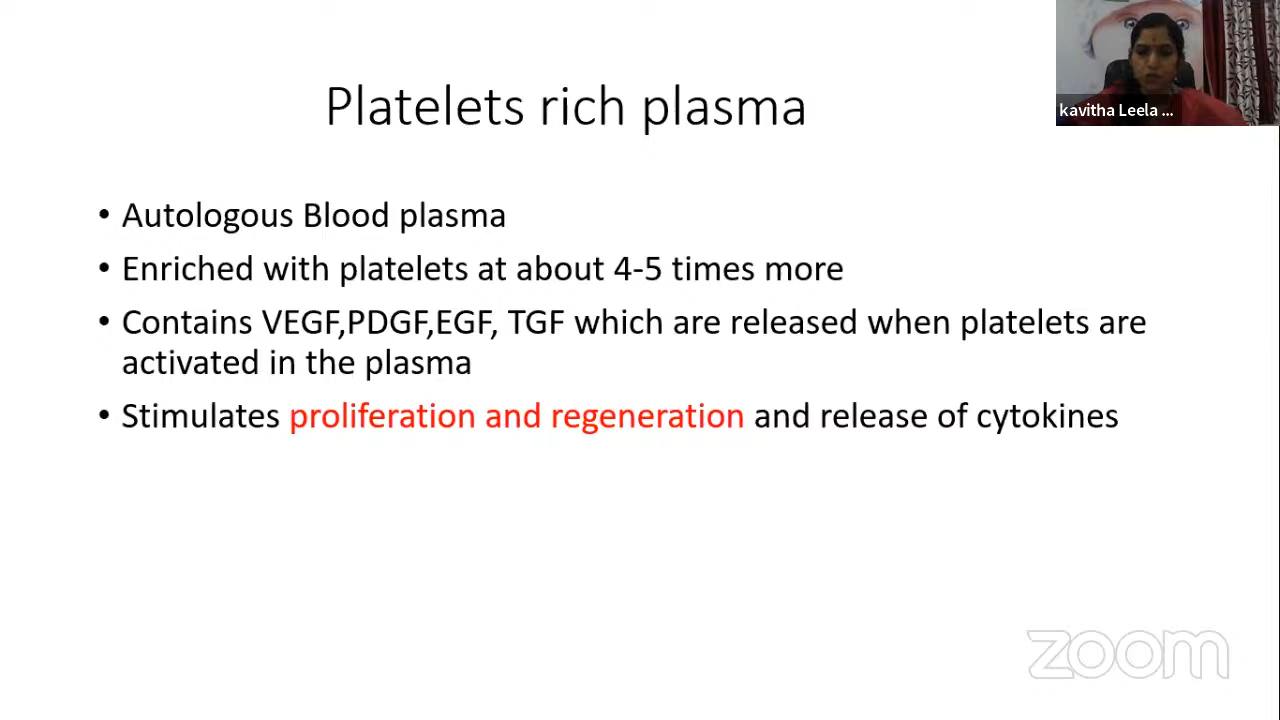 Platelets rich plasma
kavitha Leela ...
• Autologous Blood plasma
• Enriched with platelets at about 4-5 times more
• Contains VEGF,PDGF,EGF, TGF which are released when platelets are
activated in the plasma
• Stimulates proliferation and regeneration and release of cytokines
zoom